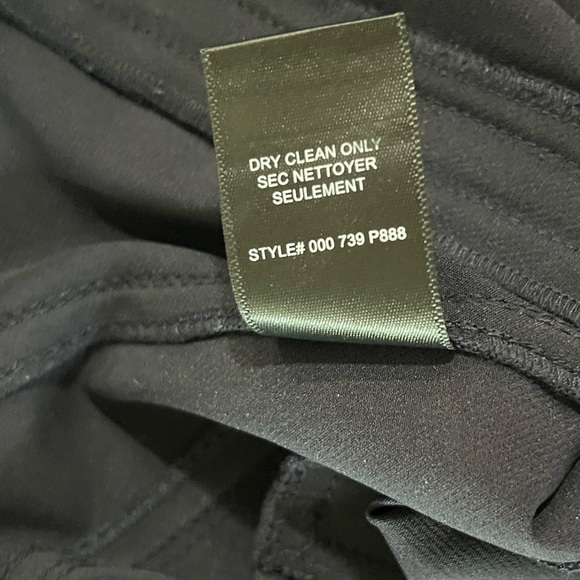 DRY CLEAN ONLY
SEC NETTOYER
SEULEMENT
STYLE# 000 739 P888